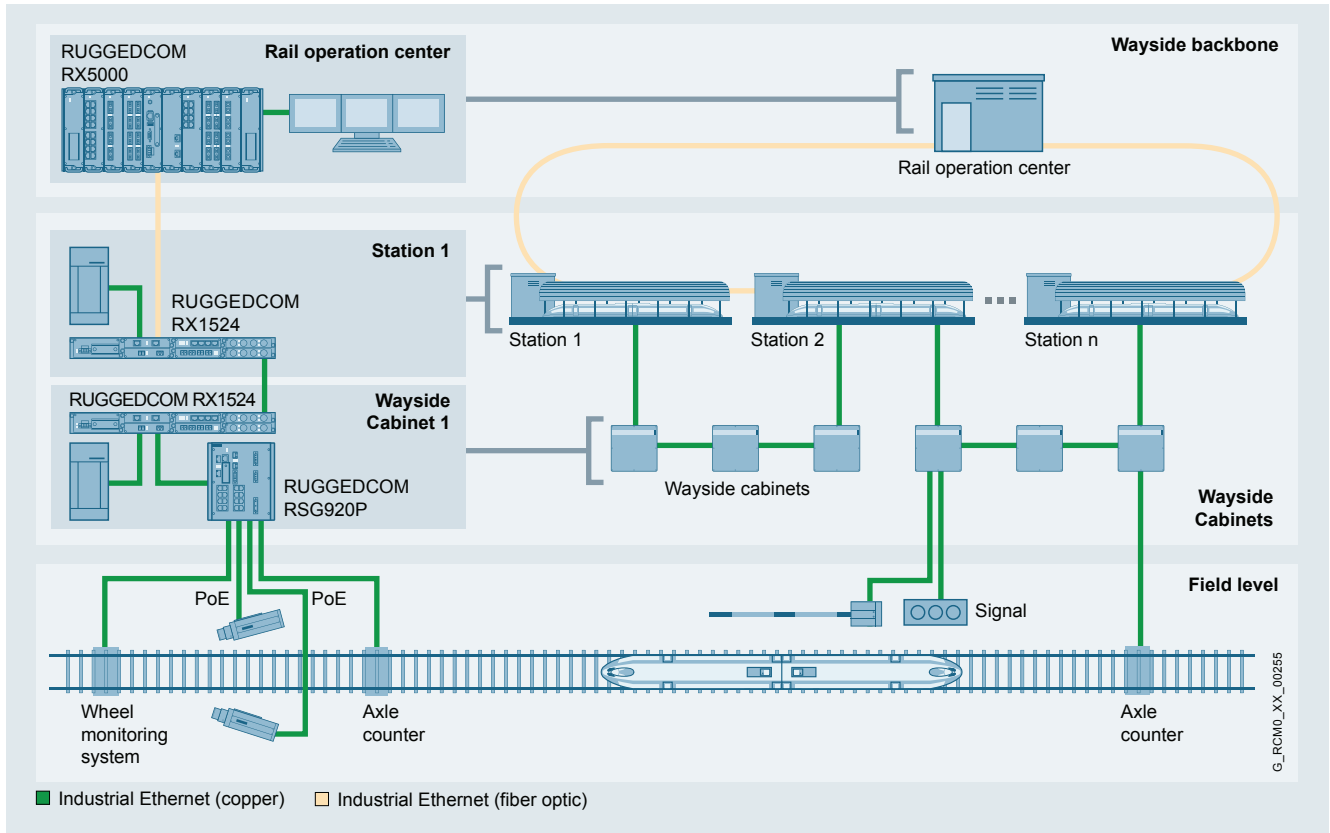 RUGGEDCOM
RX5000
Rail operation center
Wayside backbone
Rail operation center
Station 1
RUGGEDCOM
RX1524
Station 1
Station 2
Station n
RUGGEDCOM RX1524
Wayside
Cabinet 1
RUGGEDCOM
RSG920P
Wayside cabinets
Wayside
Cabinets
Field level
PoE
PoE
Signal
Wheel
monitoring
system
Axle
counter
Axle
counter
G_RCM0_XX_00255
Industrial Ethernet (copper)
Industrial Ethernet (fiber optic)